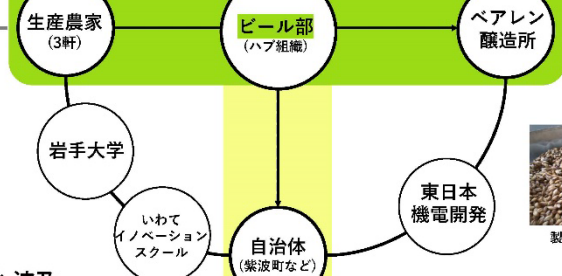 生産農家
(3軒)
ビール部
(ハブ組織)
ベアレン
醸造所
岩手大学
いわて
イノベーション
スクール
自治体
(紫波町など)
東日本
機電開発
製